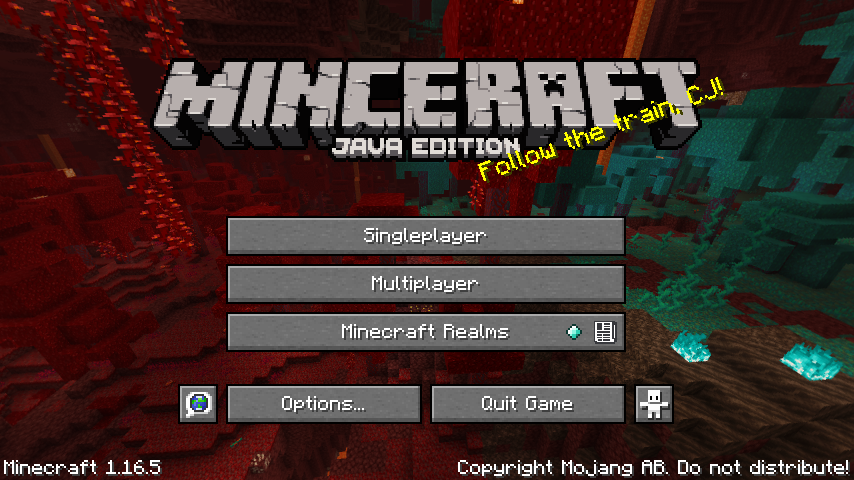 MINCERAFT
JAVA EDITION
Follow the train, CJ!
Singleplayer
Multiplayer
Minecraft Realms
Options...
Quit Game
Minecraft 1.16.5
Copyright Mojang AB. Do not distribute!